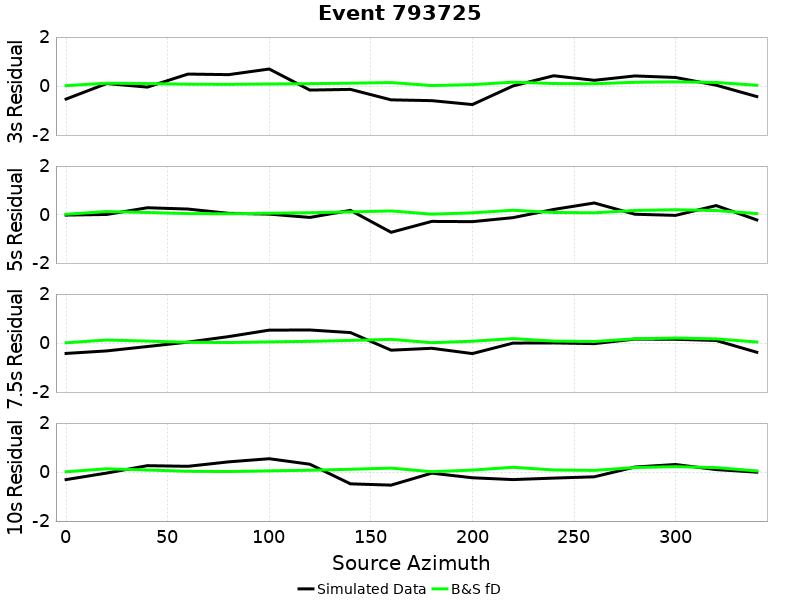 Event 793725
3s Residual
2
0
-2
5s Residual
2
0
-2
7.5s Residual
2
0
-2
10s Residual
2
0
-2
0 50 100 150 200 250 300
Source Azimuth
Simulated Data B&S fD